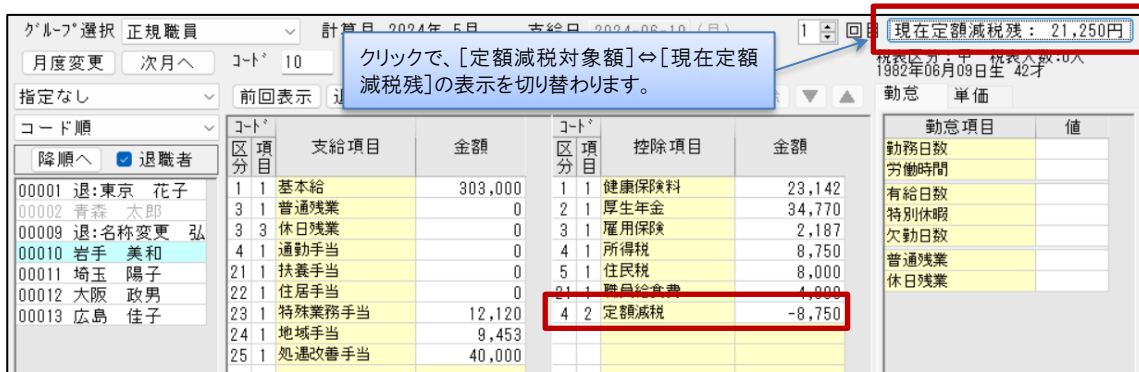 ｸﾞﾙｰﾌﾟ選択 正規職員 計算月 2024年 5月 支給日 2024-06-10 (月) 1 回目 現在定額減税残： 21,250円
月度変更 次月へ ｺｰﾄﾞ 10 税表区分：甲 税表人数:0人
1982年06月09日生 42才
クリックで、［定額減税対象額］⇔［現在定額
減税残］の表示を切り替わります。
指定なし 前回表示 勤怠 単価
コード順
降順へ 退職者
00001 退:東京 花子
00002 青森 太郎
00009 退:名称変更 弘
00010 岩手 美和
00011 埼玉 陽子
00012 大阪 政男
00013 広島 佳子
ｺｰﾄﾞ
区分 項目 支給項目 金額
1 1 基本給 303,000
3 1 普通残業 0
3 3 休日残業 0
4 1 通勤手当 0
21 1 扶養手当 0
22 1 住居手当 0
23 1 特殊業務手当 12,120
24 1 地域手当 9,453
25 1 処遇改善手当 40,000
ｺｰﾄﾞ
区分 項目 控除項目 金額
1 1 健康保険料 23,142
2 1 厚生年金 34,770
3 1 雇用保険 2,187
4 1 所得税 8,750
5 1 住民税 8,000
21 1 職員給食費
4 2 定額減税 -8,750
勤怠項目 値
勤務日数
労働時間
有給日数
特別休暇
欠勤日数
普通残業
休日残業